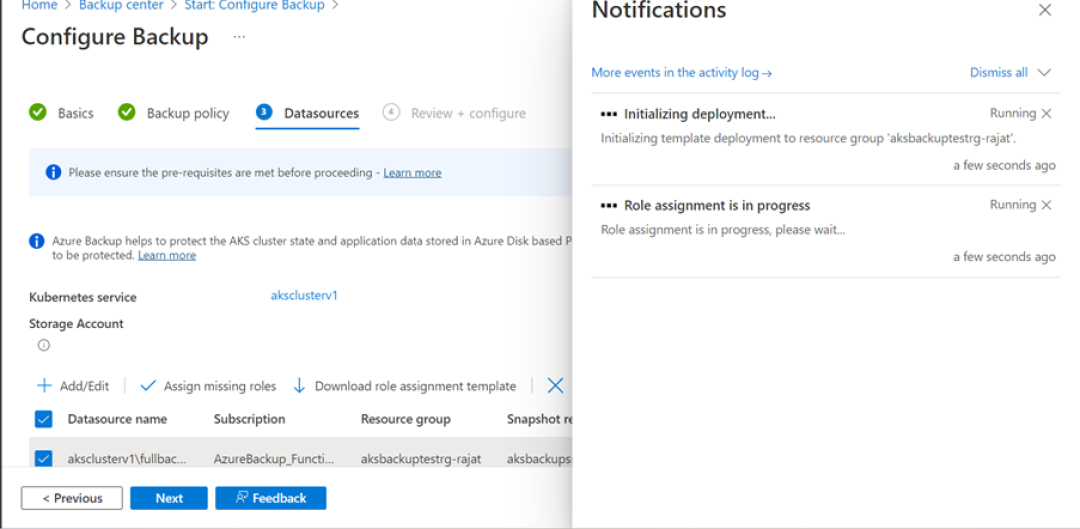 Home > Backup center > Start: Configure Backup >
Configure Backup ...
Basics
Backup policy
3 Datasources
4 Review + configure
Please ensure the pre-requisites are met before proceeding - Learn more
Azure Backup helps to protect the AKS cluster state and application data stored in Azure Disk based P
to be protected. Learn more
Kubernetes service aksclusterv1
Storage Account
Add/Edit
Assign missing roles
Download role assignment template
Datasource name Subscription Resource group Snapshot re
aksclusterv1\fullbac... AzureBackup_Functi... aksbackuptestrg-rajat aksbackups
< Previous
Next
Feedback
Notifications
More events in the activity log →
Dismiss all
Initializing deployment... Running
Initializing template deployment to resource group 'aksbackuptestrg-rajat'.
a few seconds ago
Role assignment is in progress Running
Role assignment is in progress, please wait...
a few seconds ago